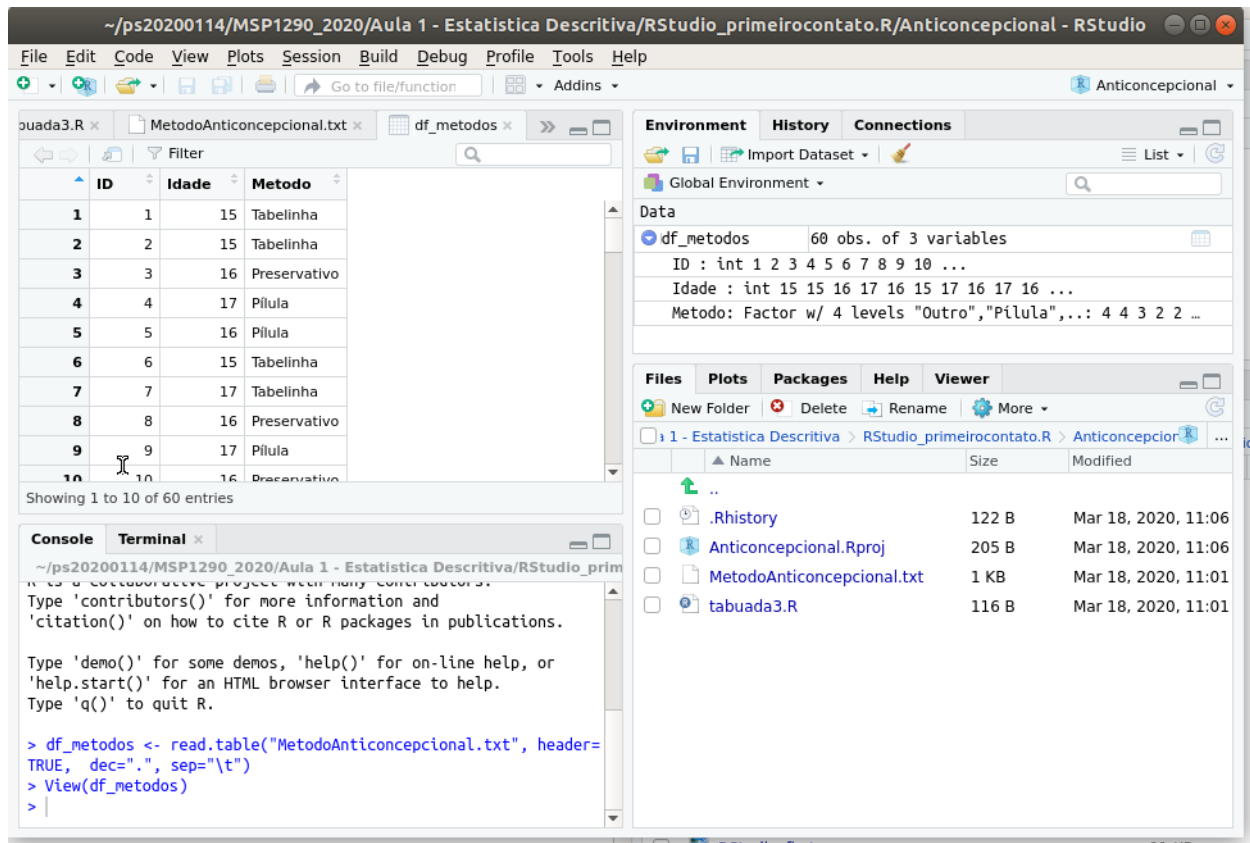 ~/ps20200114/MSP1290_2020/Aula 1 - Estatistica Descritiva/RStudio_primeirocontato.R/Anticoncepcional - RStudio
File Edit Code View Plots Session Build Debug Profile Tools Help
Go to file/function Addins Anticoncepcional
ouada3.R MetodoAnticoncepcional.txt df_metodos
Filter
ID Idade Metodo
1 1 15 Tabelinha
2 2 15 Tabelinha
3 3 16 Preservativo
4 4 17 Pílula
5 5 16 Pílula
6 6 15 Tabelinha
7 7 17 Tabelinha
8 8 16 Preservativo
9 9 17 Pílula
10 10 16 Preservativo
Showing 1 to 10 of 60 entries
Console Terminal
~/ps20200114/MSP1290_2020/Aula 1 - Estatistica Descritiva/RStudio_prim
R is a collaborative project with many contributors.
Type 'contributors()' for more information and
'citation()' on how to cite R or R packages in publications.
Type 'demo()' for some demos, 'help()' for on-line help, or
'help.start()' for an HTML browser interface to help.
Type 'q()' to quit R.
> df_metodos <- read.table("MetodoAnticoncepcional.txt", header=
TRUE, dec=".", sep="\t")
> View(df_metodos)
>
Environment History Connections
Import Dataset List
Global Environment
Data
df_metodos 60 obs. of 3 variables
ID : int 1 2 3 4 5 6 7 8 9 10 ...
Idade : int 15 15 16 17 16 15 17 16 17 16 ...
Metodo: Factor w/ 4 levels "Outro","Pílula",..: 4 4 3 2 2 …
Files Plots Packages Help Viewer
New Folder Delete Rename More
a 1 - Estatistica Descritiva > RStudio_primeirocontato.R > Anticoncepcior ...
Name Size Modified
..
.Rhistory 122 B Mar 18, 2020, 11:06
Anticoncepcional.Rproj 205 B Mar 18, 2020, 11:06
MetodoAnticoncepcional.txt 1 KB Mar 18, 2020, 11:01
tabuada3.R 116 B Mar 18, 2020, 11:01